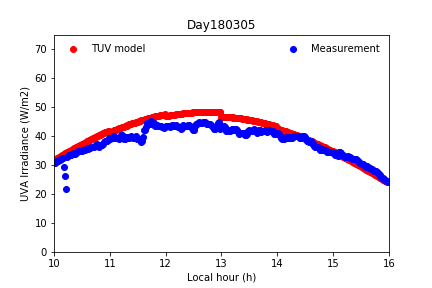 Day180305
TUV model
Measurement
UVA Irradiance (W/m2)
70
60
50
40
30
20
10
0
10 11 12 13 14 15 16
Local hour (h)